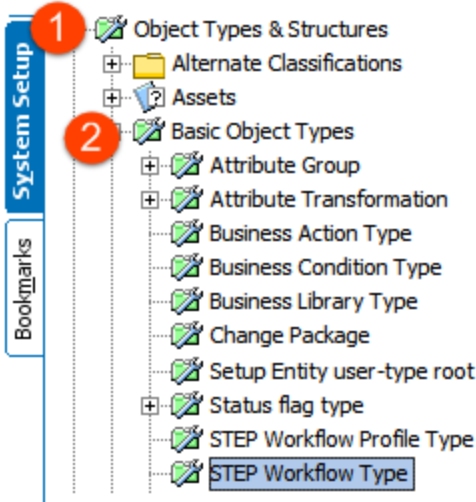 1
Object Types & Structures
Alternate Classifications
Assets
2
Basic Object Types
Attribute Group
Attribute Transformation
Business Action Type
Business Condition Type
Business Library Type
Change Package
Setup Entity user-type root
Status flag type
STEP Workflow Profile Type
STEP Workflow Type
System Setup
Bookmarks